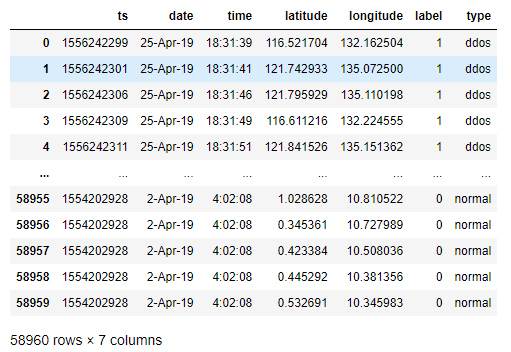 ts date time latitude longitude label type
0 1556242299 25-Apr-19 18:31:39 116.521704 132.162504 1 ddos
1 1556242301 25-Apr-19 18:31:41 121.742933 135.072500 1 ddos
2 1556242306 25-Apr-19 18:31:46 121.795929 135.110198 1 ddos
3 1556242309 25-Apr-19 18:31:49 116.611216 132.224555 1 ddos
4 1556242311 25-Apr-19 18:31:51 121.841526 135.151362 1 ddos
... ... ... ... ... ... ... ...
58955 1554202928 2-Apr-19 4:02:08 1.028628 10.810522 0 normal
58956 1554202928 2-Apr-19 4:02:08 0.345361 10.727989 0 normal
58957 1554202928 2-Apr-19 4:02:08 0.423384 10.508036 0 normal
58958 1554202928 2-Apr-19 4:02:08 0.445292 10.381356 0 normal
58959 1554202928 2-Apr-19 4:02:08 0.532691 10.345983 0 normal
58960 rows × 7 columns